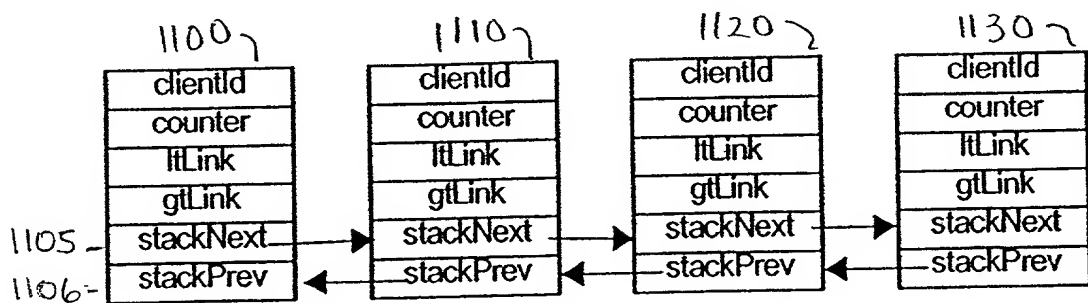 1100 1110 1120 1130
clientId clientId clientId clientId
counter counter counter counter
ltLink ltLink ltLink ltLink
gtLink gtLink gtLink gtLink
1105 stackNext stackNext stackNext stackNext
1106 stackPrev stackPrev stackPrev stackPrev